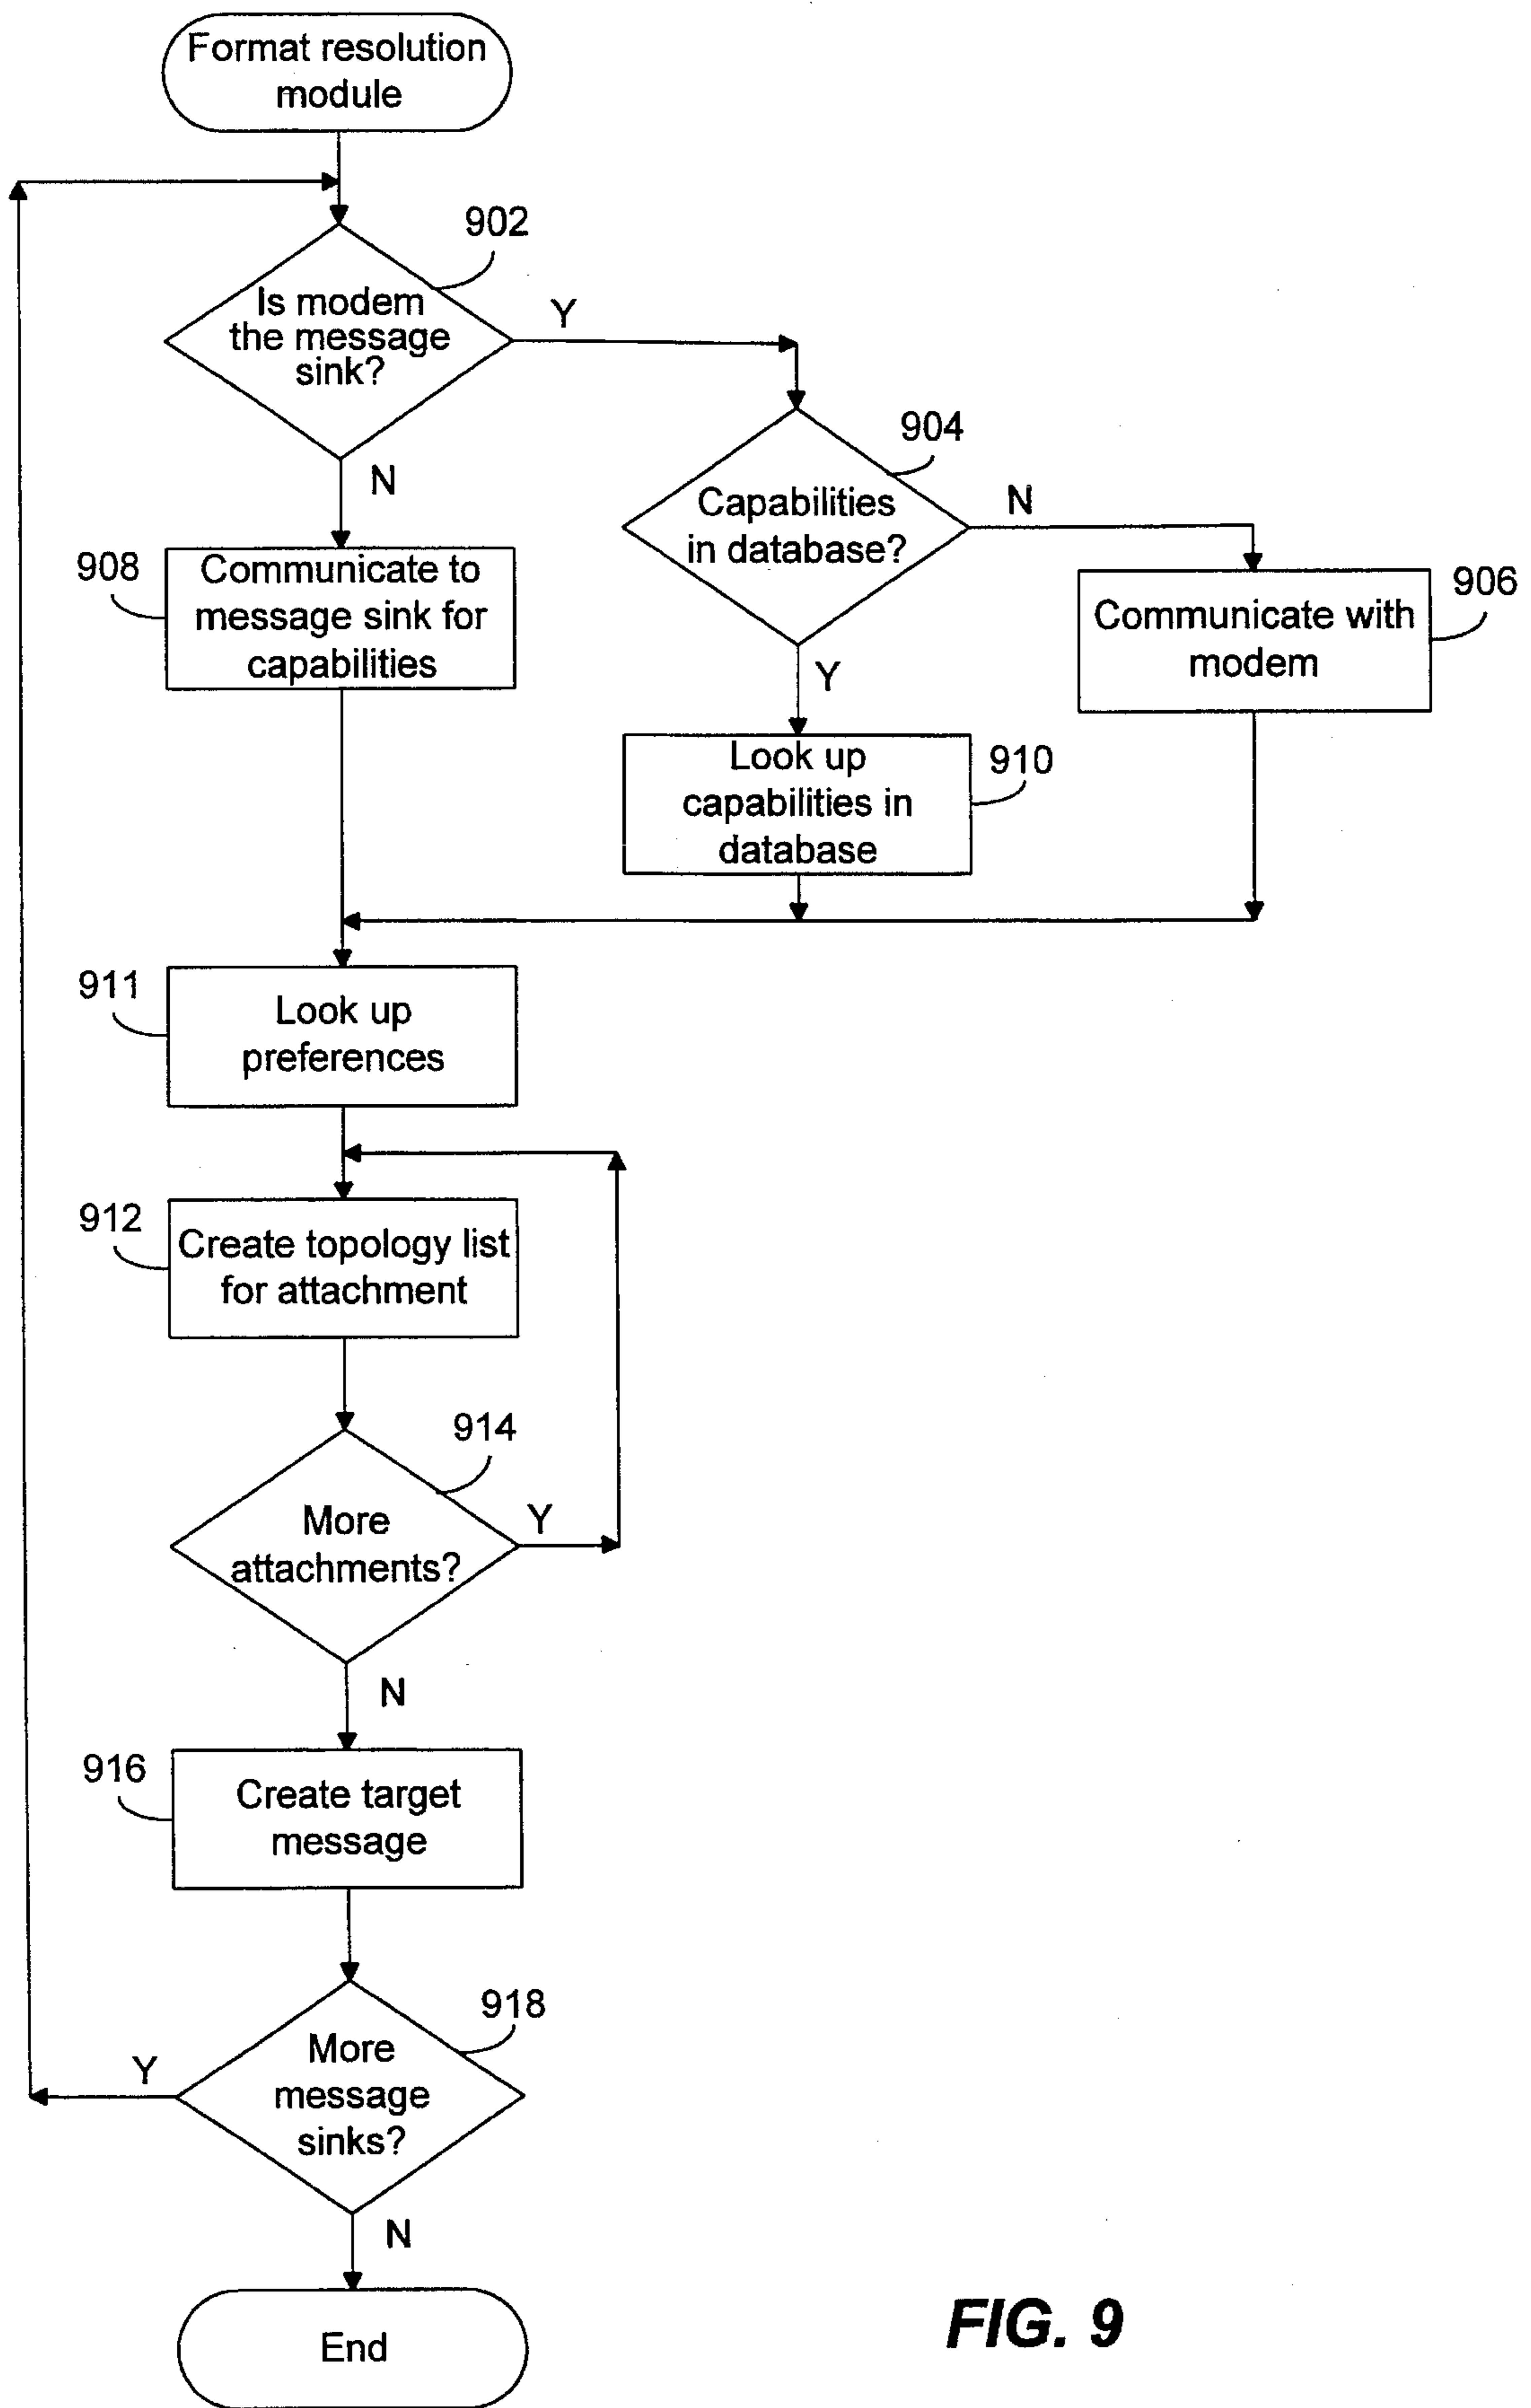 Format resolution
module
902
Is modem
the message
sink?
Y
N
904
Capabilities
in database?
N
Y
908
Communicate to
message sink for
capabilities
906
Communicate with
modem
910
Look up
capabilities in
database
911
Look up
preferences
912
Create topology list
for attachment
914
More
attachments?
Y
N
916
Create target
message
918
More
message
sinks?
Y
N
End
FIG. 9